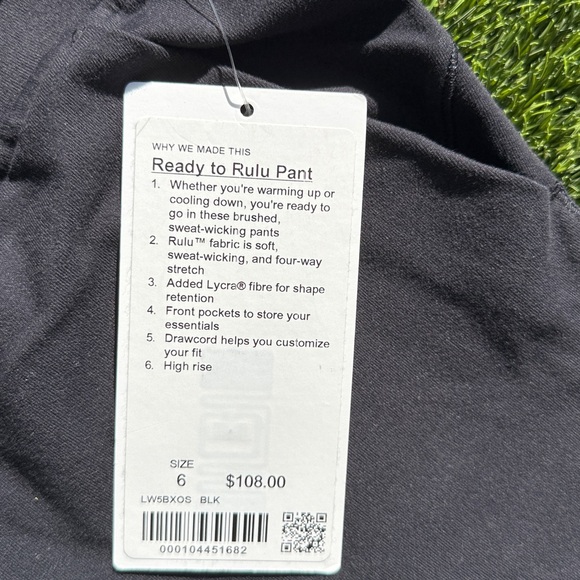 WHY WE MADE THIS
Ready to Rulu Pant
1. Whether you're warming up or
cooling down, you're ready to
go in these brushed,
sweat-wicking pants
2. Rulu™ fabric is soft,
sweat-wicking, and four-way
stretch
3. Added Lycra® fibre for shape
retention
4. Front pockets to store your
essentials
5. Drawcord helps you customize
your fit
6. High rise
SIZE
6 $108.00
LW5BXOS BLK
000104451682